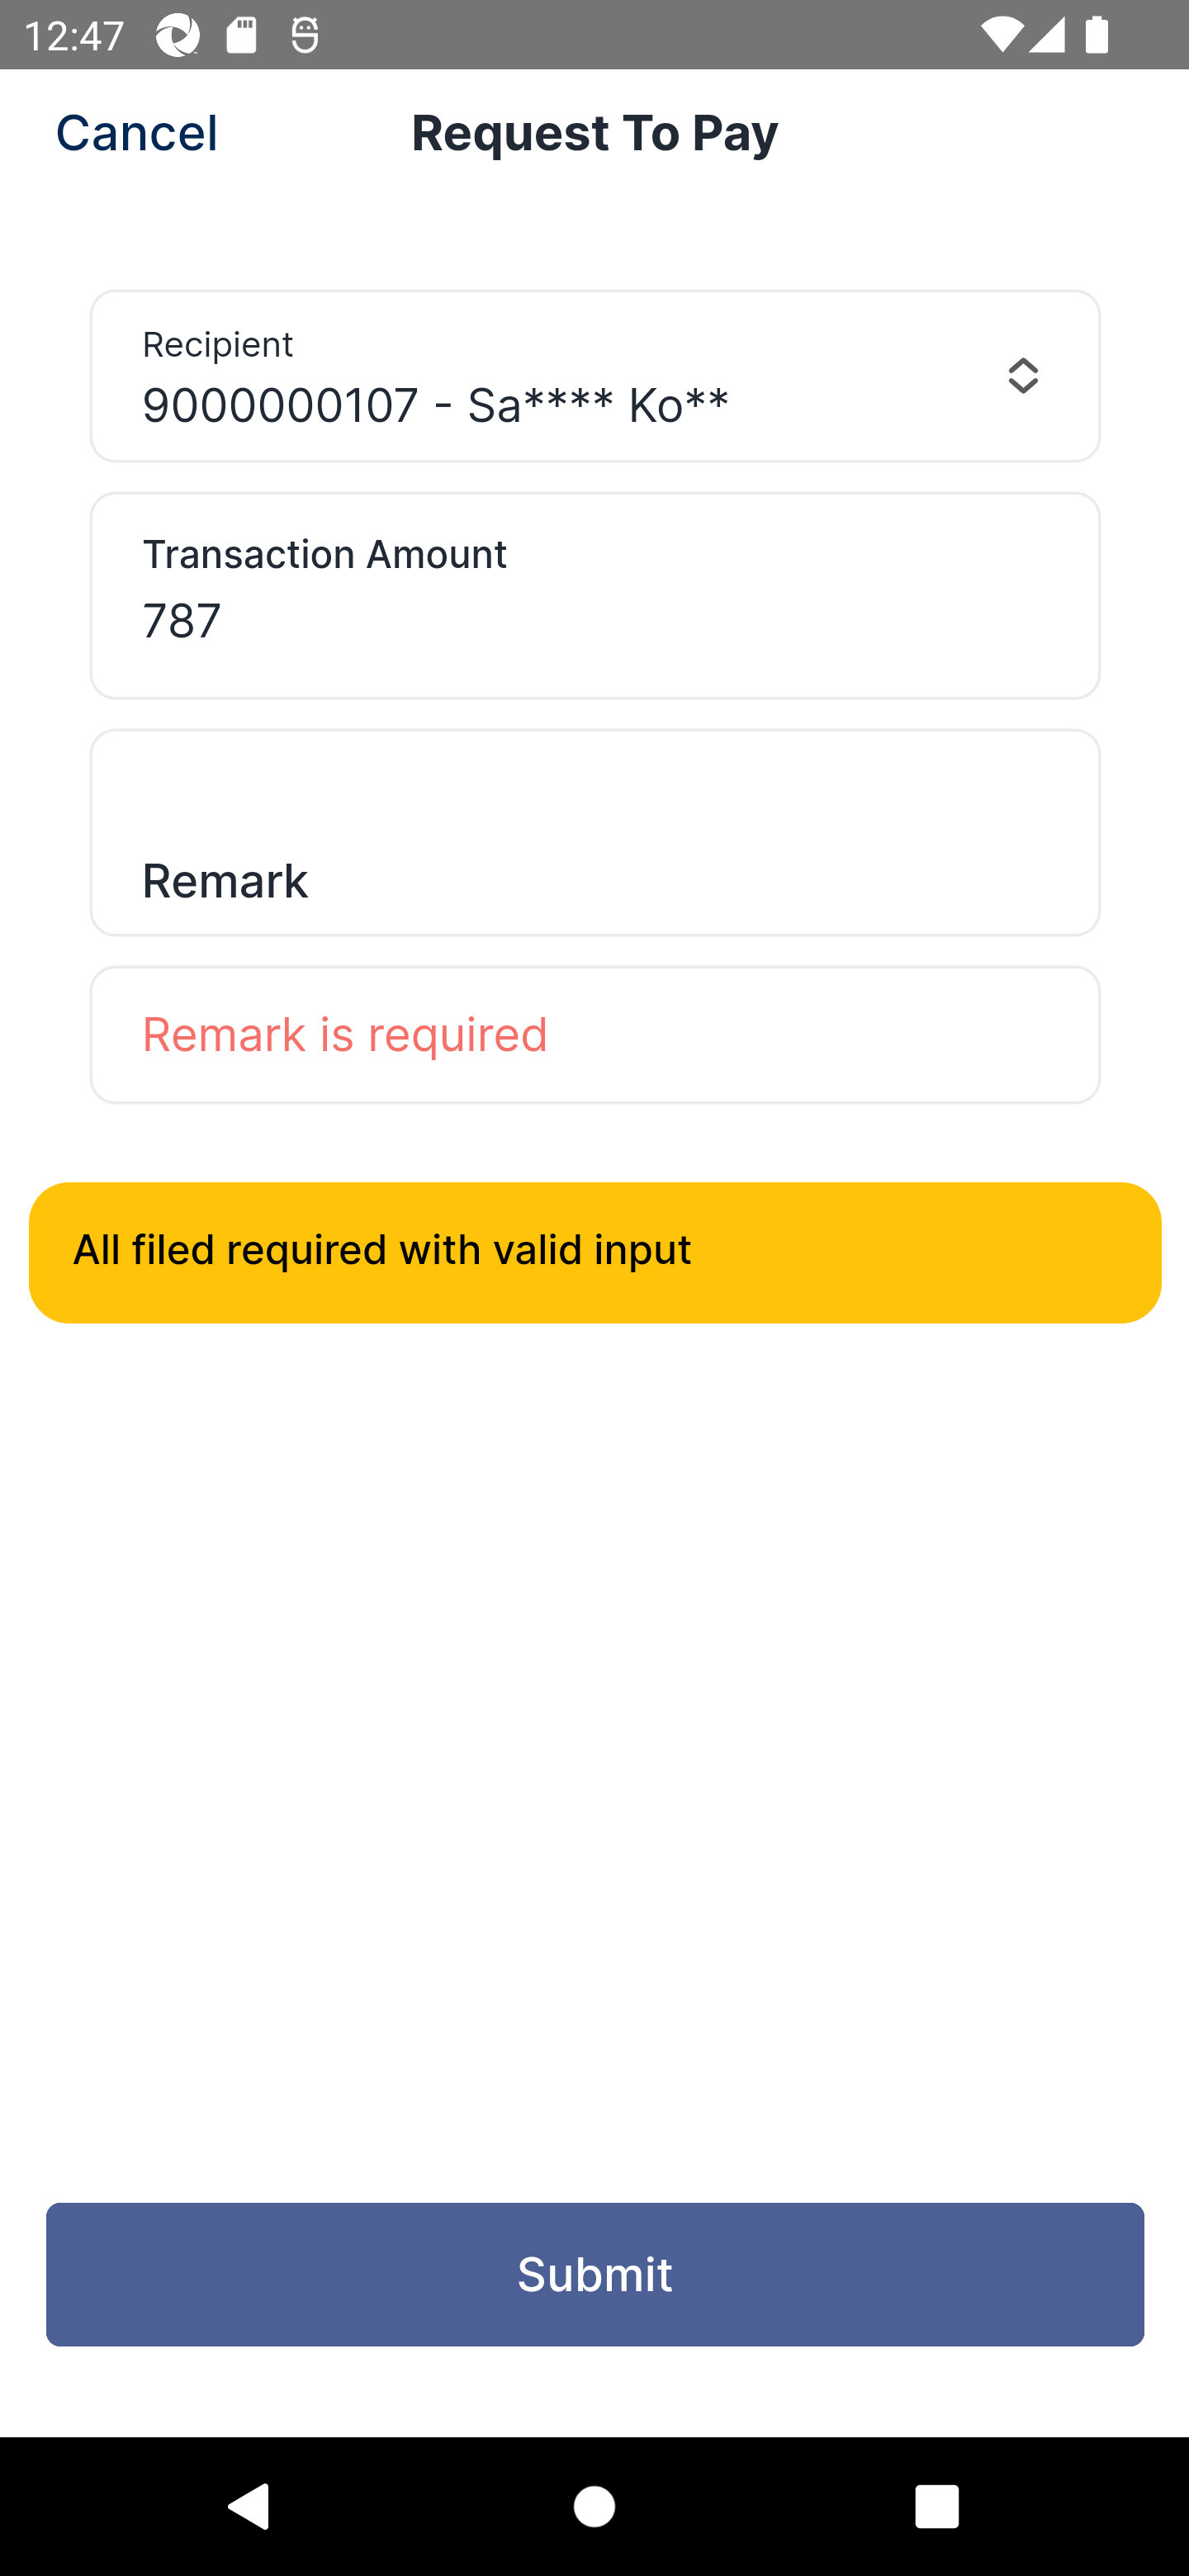 12:47
Cancel
Request To Pay
Recipient
9000000107 - Sa**** Ko**
Transaction Amount
787
Remark
Remark is required
All filed required with valid input
Submit